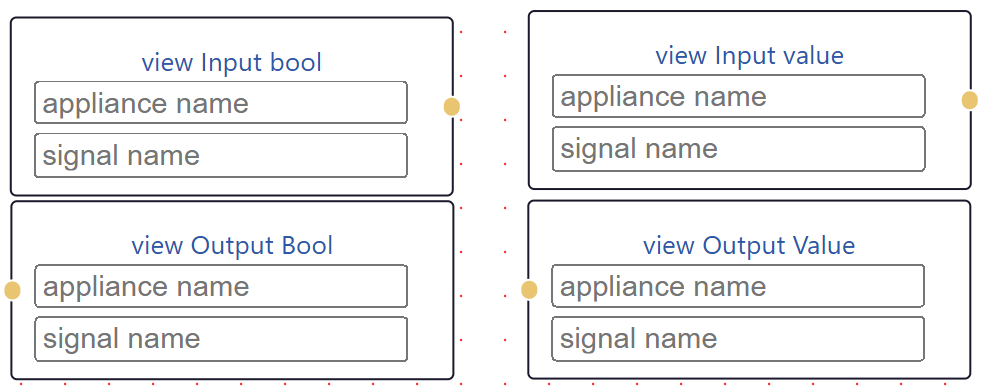 view Input bool
appliance name
signal name
view Input value
appliance name
signal name
view Output Bool
appliance name
signal name
view Output Value
appliance name
signal name